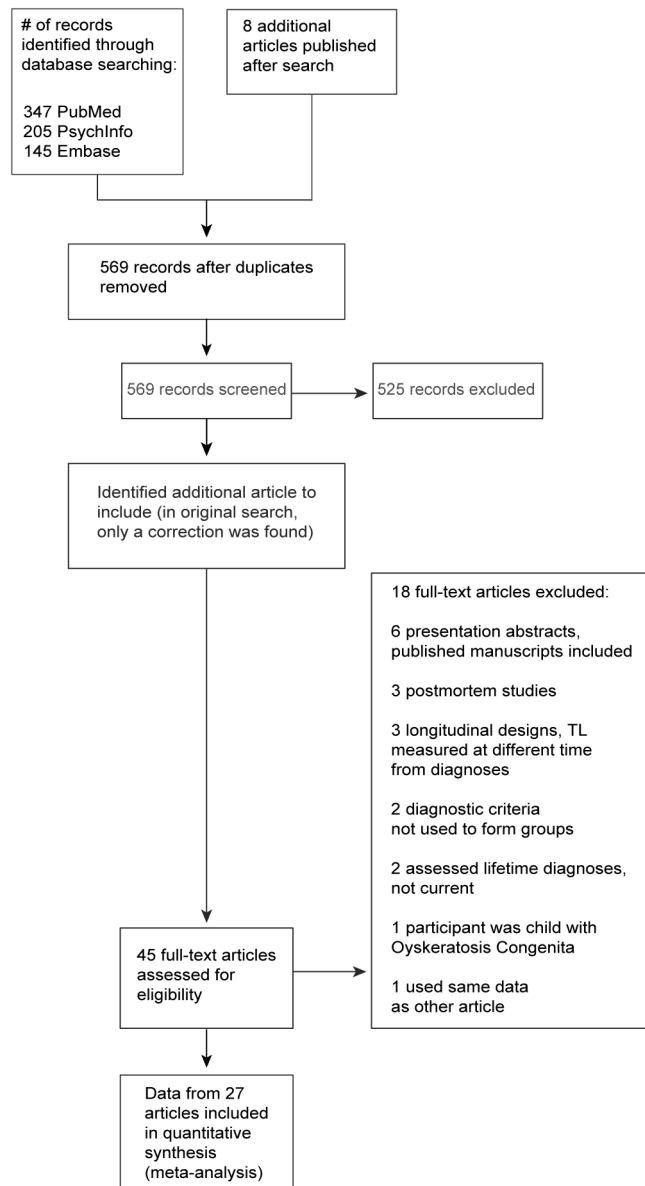 # of records
identified through
database searching:
347 PubMed
205 PsychInfo
145 Embase
8 additional
articles published
after search
569 records after duplicates
removed
569 records screened
525 records excluded
Identified additional article to
include (in original search,
only a correction was found)
18 full-text articles excluded:
6 presentation abstracts,
published manuscripts included
3 postmortem studies
3 longitudinal designs, TL
measured at different time
from diagnoses
2 diagnostic criteria
not used to form groups
2 assessed lifetime diagnoses,
not current
1 participant was child with
Oyskeratosis Congenita
1 used same data
as other article
45 full-text articles
assessed for
eligibility
Data from 27
articles included
in quantitative
synthesis
(meta-analysis)